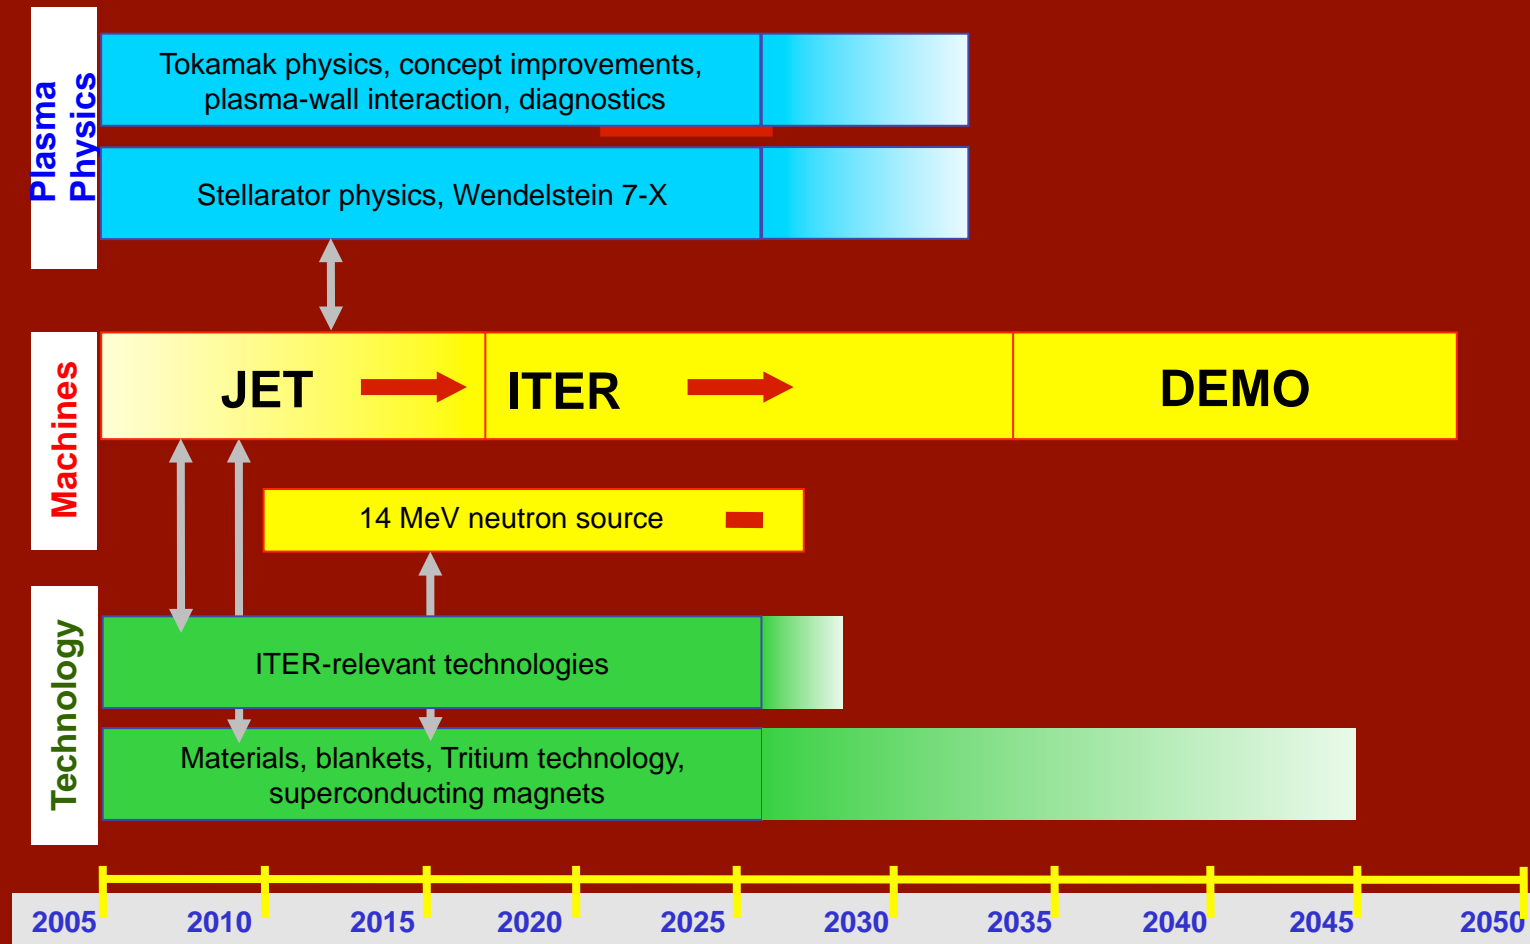 Plasma
Physics
Tokamak physics, concept improvements,
plasma-wall interaction, diagnostics
Stellarator physics, Wendelstein 7-X
Machines
JET
ITER
DEMO
14 MeV neutron source
Technology
ITER-relevant technologies
Materials, blankets, Tritium technology,
superconducting magnets
2005 2010 2015 2020 2025 2030 2035 2040 2045 2050